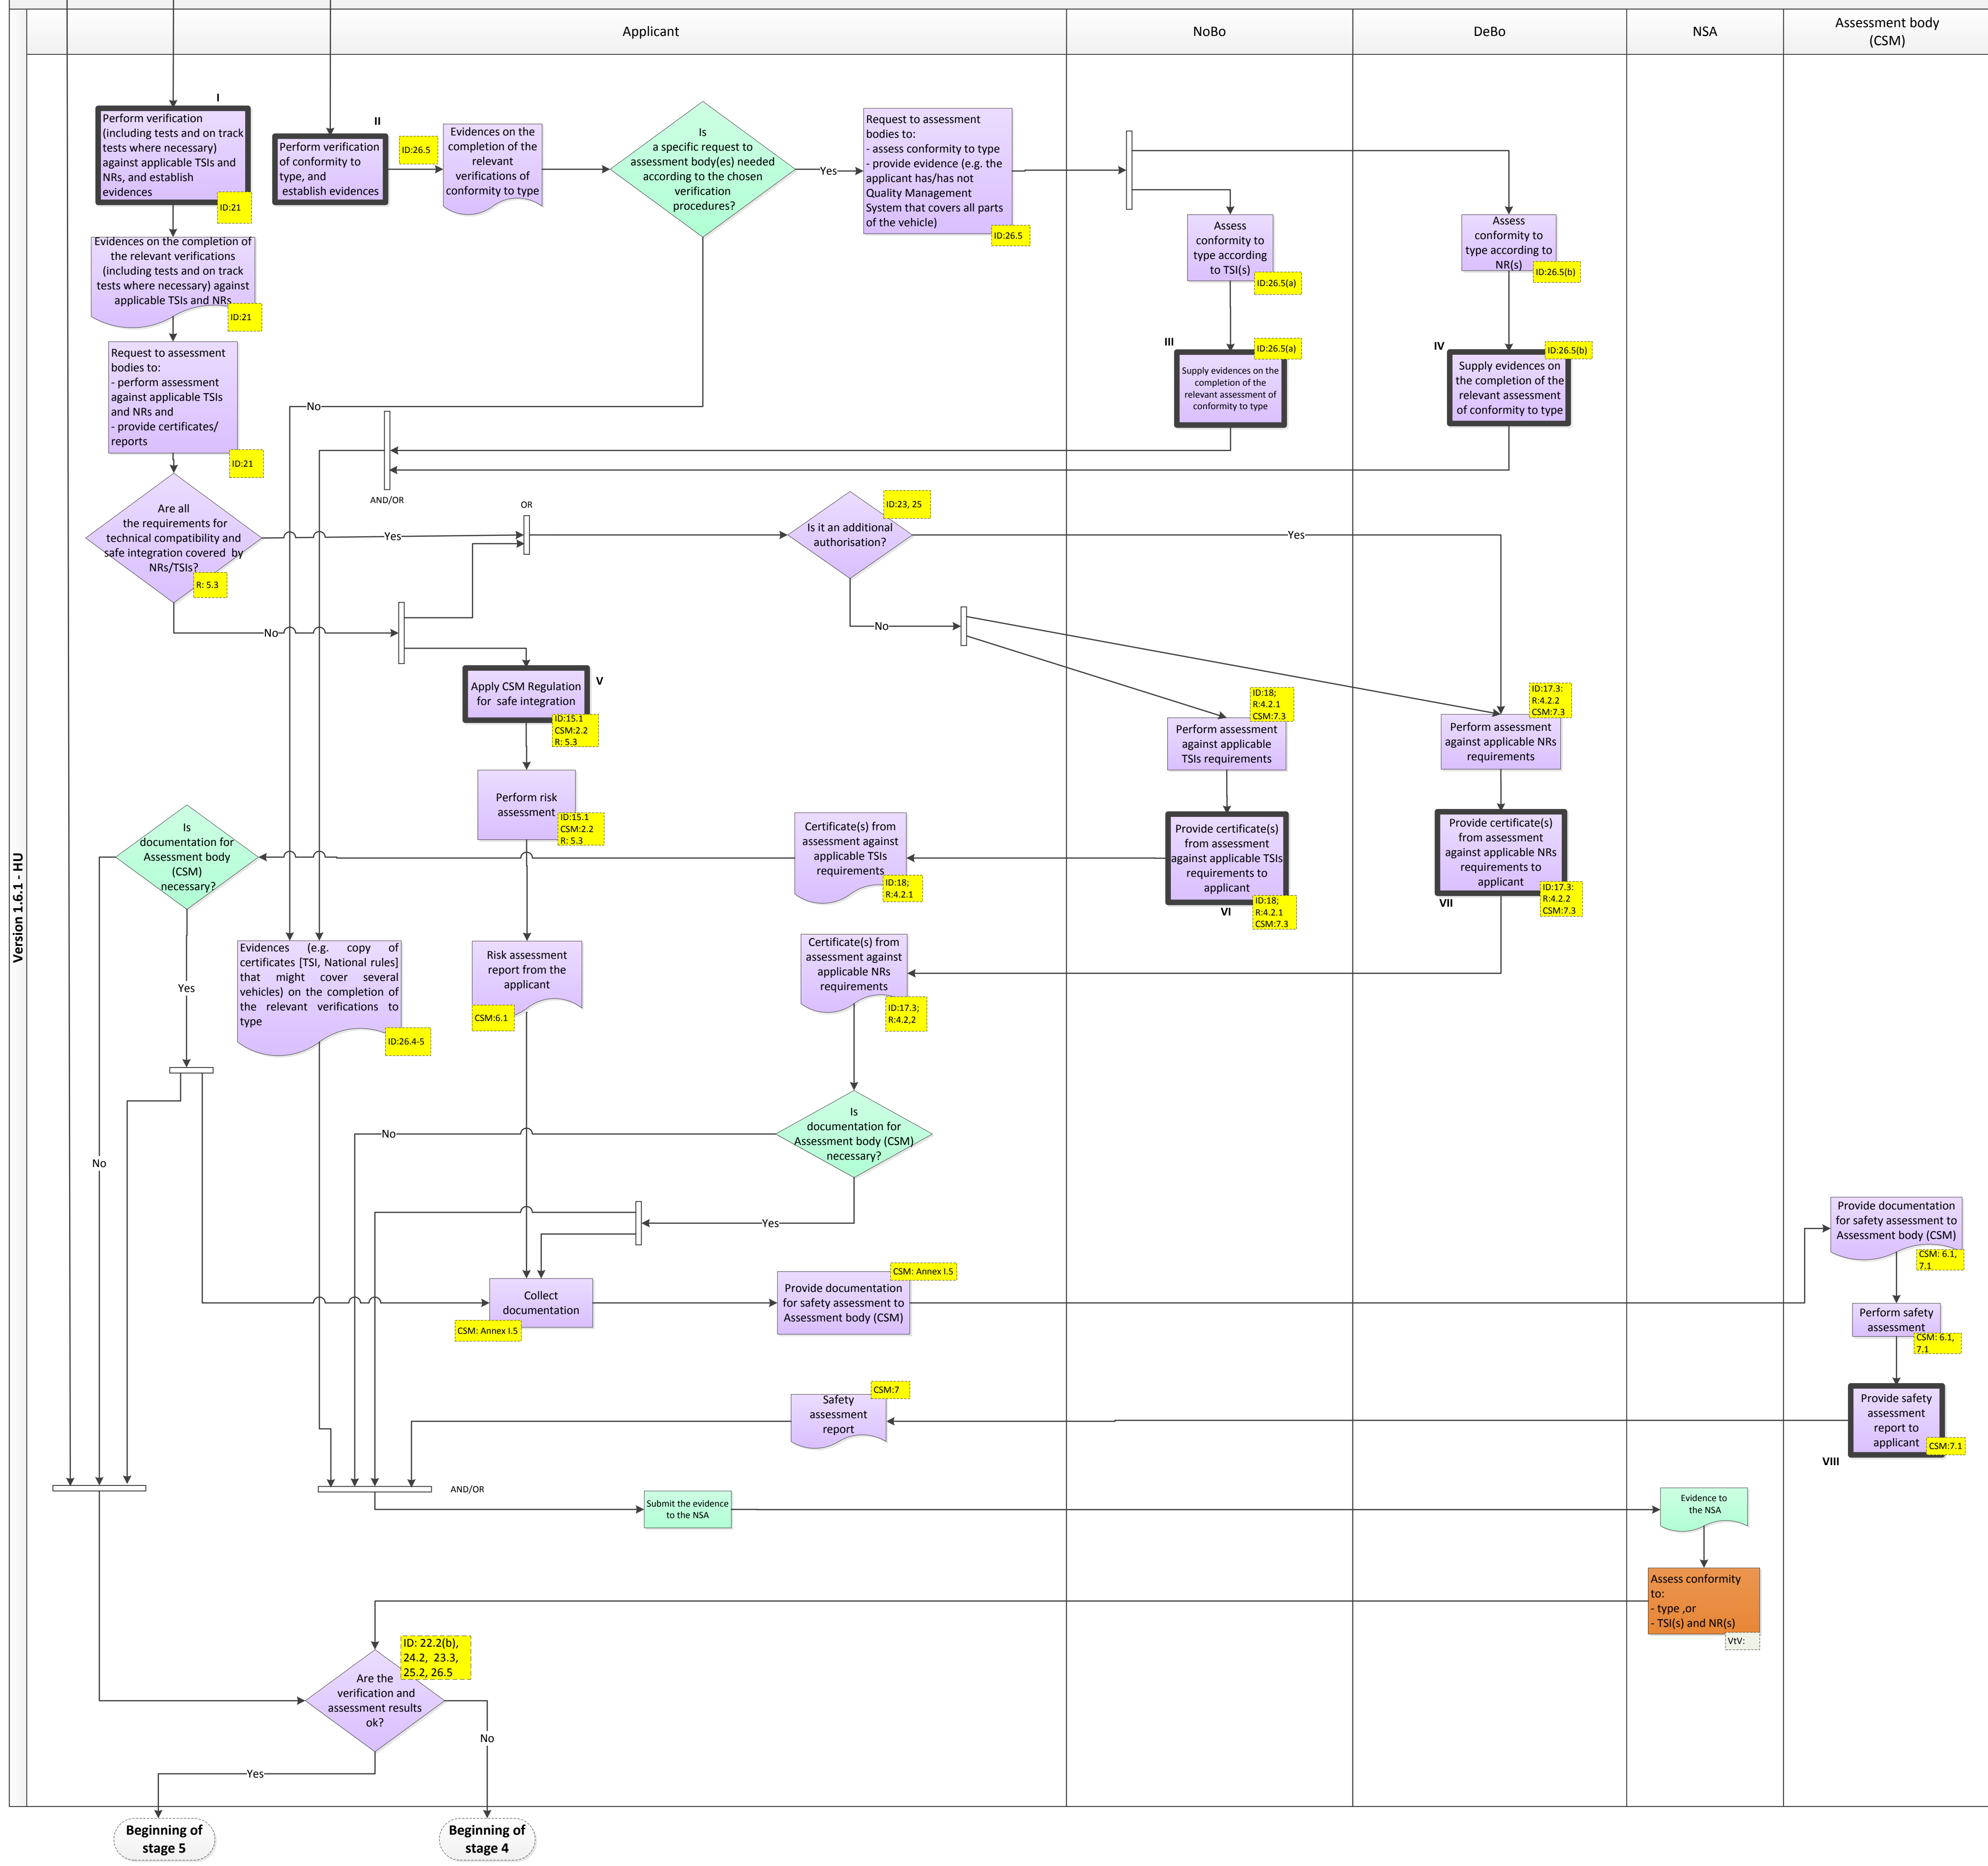 Applicant
NoBo
DeBo
NSA
Assessment body
(CSM)
Version 1.6.1 - HU
I
Perform verification
(including tests and on track
tests where necessary)
against applicable TSIs and
NRs, and establish
evidences
ID:21
II
Perform verification
of conformity to
type, and
establish evidences
ID:26.5
Evidences on the
completion of the
relevant
verifications of
conformity to type
Is
a specific request to
assessment body(es) needed
according to the chosen
verification
procedures?
Yes
Request to assessment
bodies to:
- assess conformity to type
- provide evidence (e.g. the
applicant has/has not
Quality Management
System that covers all parts
of the vehicle)
ID:26.5
Assess
conformity to
type according
to TSI(s)
ID:26.5(a)
Assess
conformity to
type according to
NR(s)
ID:26.5(b)
Evidences on the completion of
the relevant verifications
(including tests and on track
tests where necessary) against
applicable TSIs and NRs
ID:21
III
ID:26.5(a)
Supply evidences on the
completion of the
relevant assessment of
conformity to type
IV
ID:26.5(b)
Supply evidences on
the completion of the
relevant assessment
of conformity to type
Request to assessment
bodies to:
- perform assessment
against applicable TSIs
and NRs and
- provide certificates/
reports
ID:21
No
AND/OR
Are all
the requirements for
technical compatibility and
safe integration covered by
NRs/TSIs?
R: 5.3
Yes
OR
Is it an additional
authorisation?
ID:23, 25
Yes
No
No
Apply CSM Regulation
for safe integration
V
ID:15.1
CSM:2.2
R: 5.3
ID:18;
R:4.2.1
CSM:7.3
Perform assessment
against applicable
TSIs requirements
ID:17.3:
R:4.2.2
CSM:7.3
Perform assessment
against applicable NRs
requirements
Perform risk
assessment
ID:15.1
CSM:2.2
R: 5.3
Is
documentation for
Assessment body
(CSM)
necessary?
Certificate(s) from
assessment against
applicable TSIs
requirements
ID:18;
R:4.2.1
Provide certificate(s)
from assessment
against applicable TSIs
requirements to
applicant
VI
ID:18;
R:4.2.1
CSM:7.3
Provide certificate(s)
from assessment
against applicable NRs
requirements to
applicant
VII
ID:17.3:
R:4.2.2
CSM:7.3
Yes
Evidences (e.g. copy of
certificates [TSI, National rules]
that might cover several
vehicles) on the completion of
the relevant verifications to
type
ID:26.4-5
Risk assessment
report from the
applicant
CSM:6.1
Certificate(s) from
assessment against
applicable NRs
requirements
ID:17.3;
R:4.2,2
No
No
Is
documentation for
Assessment body (CSM)
necessary?
Yes
Provide documentation
for safety assessment to
Assessment body (CSM)
CSM: 6.1,
7.1
Collect
documentation
CSM: Annex I.5
CSM: Annex I.5
Provide documentation
for safety assessment to
Assessment body (CSM)
Perform safety
assessment
CSM: 6.1,
7.1
CSM:7
Safety
assessment
report
Provide safety
assessment
report to
applicant
CSM:7.1
VIII
AND/OR
Submit the evidence
to the NSA
Evidence to
the NSA
Assess conformity
to:
- type ,or
- TSI(s) and NR(s)
VtV:
ID: 22.2(b),
24.2, 23.3,
25.2, 26.5
Are the
verification and
assessment results
ok?
No
Yes
Beginning of
stage 5
Beginning of
stage 4